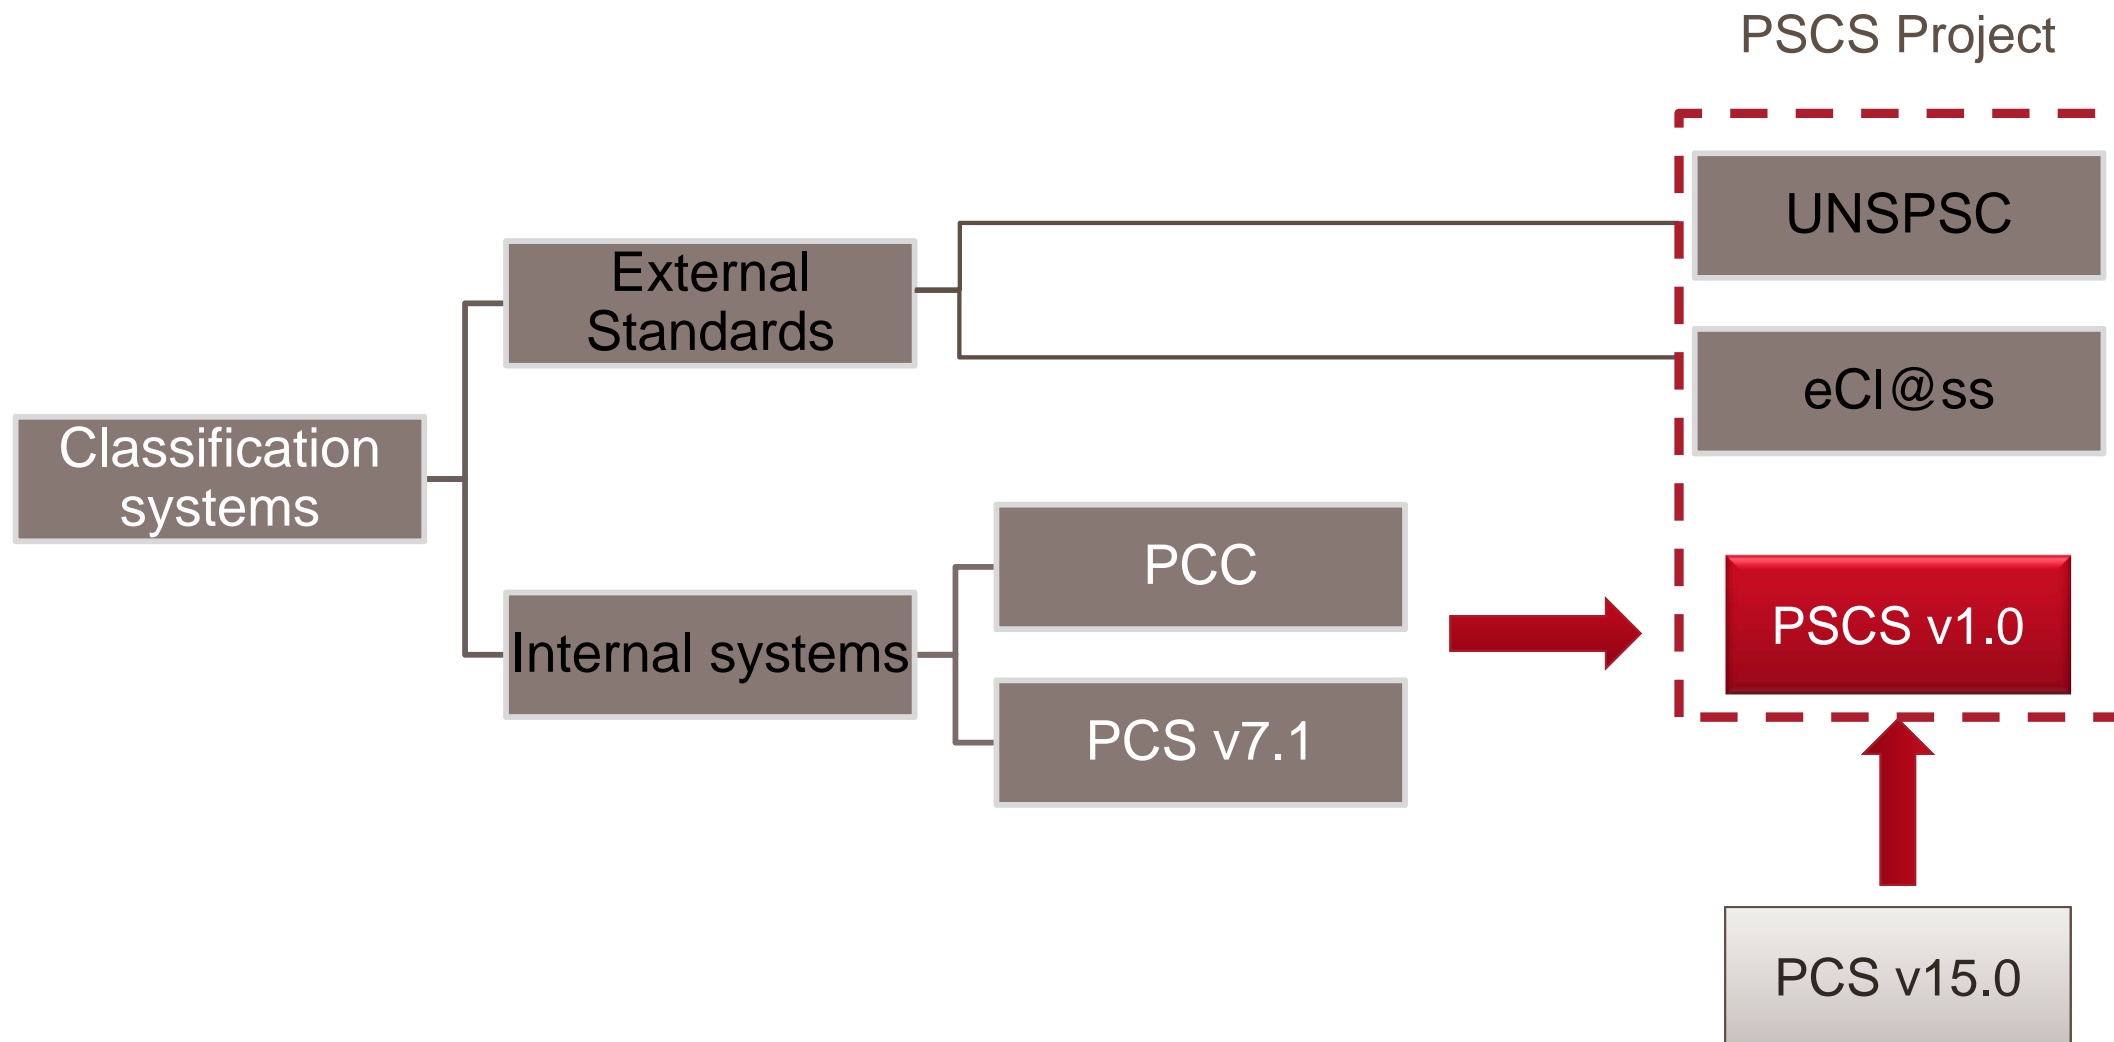 PSCS Project
UNSPSC
External
Standards
eCl@ss
Classification
systems
PCC
Internal systems
PSCS v1.0
PCS v7.1
PCS v15.0